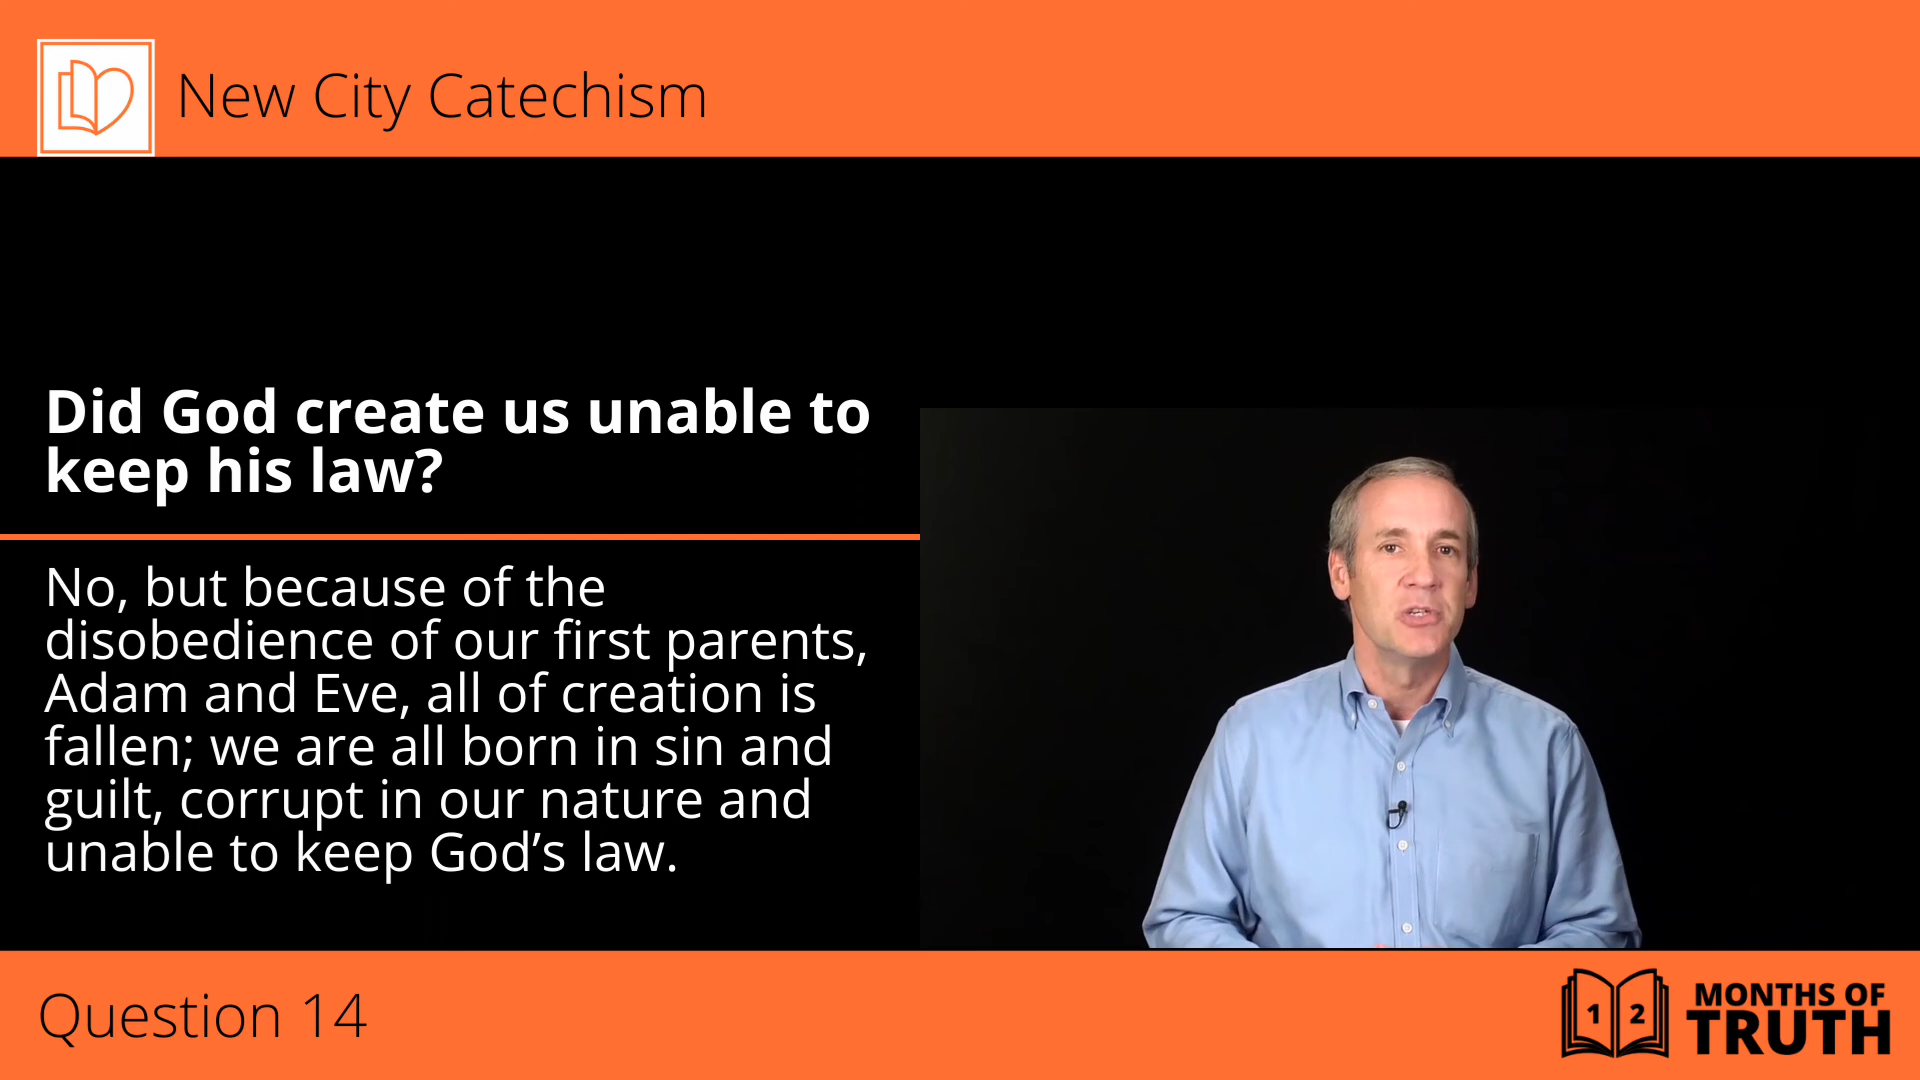 New City Catechism
Did God create us unable to
keep his law?
No, but because of the
disobedience of our first parents,
Adam and Eve, all of creation is
fallen; we are all born in sin and
guilt, corrupt in our nature and
unable to keep God’s law.
Question 14
1 2
MONTHS OF
TRUTH